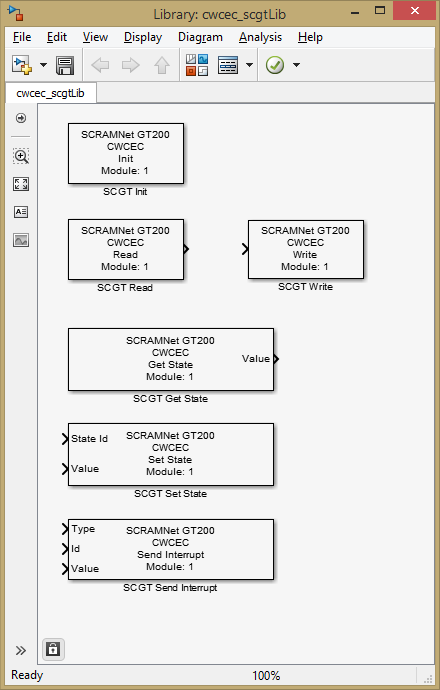 Library: cwcec_scgtLib
File Edit View Display Diagram Analysis Help
cwcec_scgtLib
SCRAMNet GT200
CWCEC
Init
Module: 1
SCGT Init
SCRAMNet GT200
CWCEC
Read
Module: 1
SCGT Read
SCRAMNet GT200
CWCEC
Write
Module: 1
SCGT Write
SCRAMNet GT200
CWCEC
Get State
Module: 1
Value
SCGT Get State
State Id
Value
SCRAMNet GT200
CWCEC
Set State
Module: 1
SCGT Set State
Type
Id
Value
SCRAMNet GT200
CWCEC
Send Interrupt
Module: 1
SCGT Send Interrupt
Ready 100%